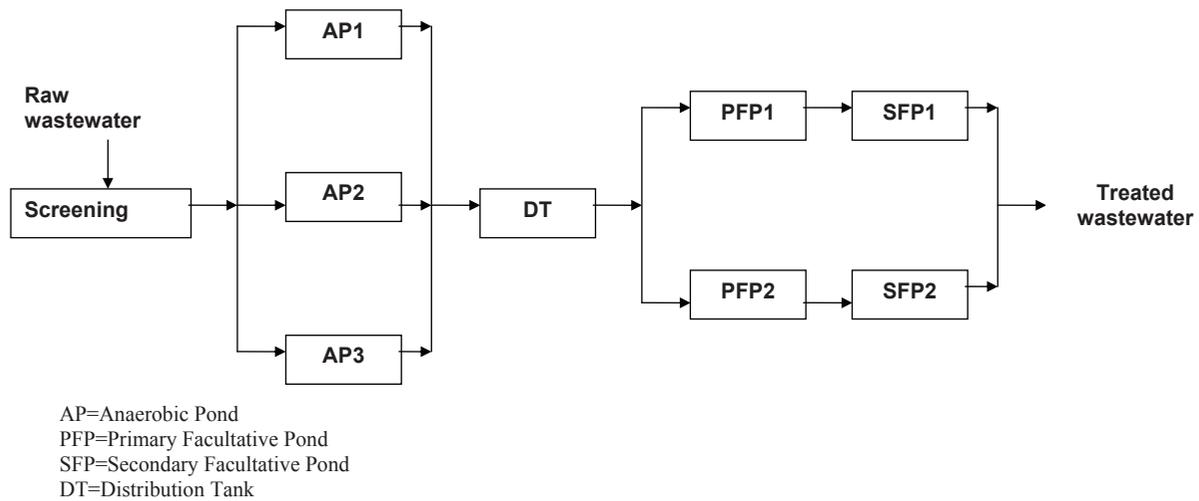 Raw
wastewater
Screening
AP1
AP2
AP3
DT
PFP1
SFP1
PFP2
SFP2
Treated
wastewater
AP=Anaerobic Pond
PFP=Primary Facultative Pond
SFP=Secondary Facultative Pond
DT=Distribution Tank